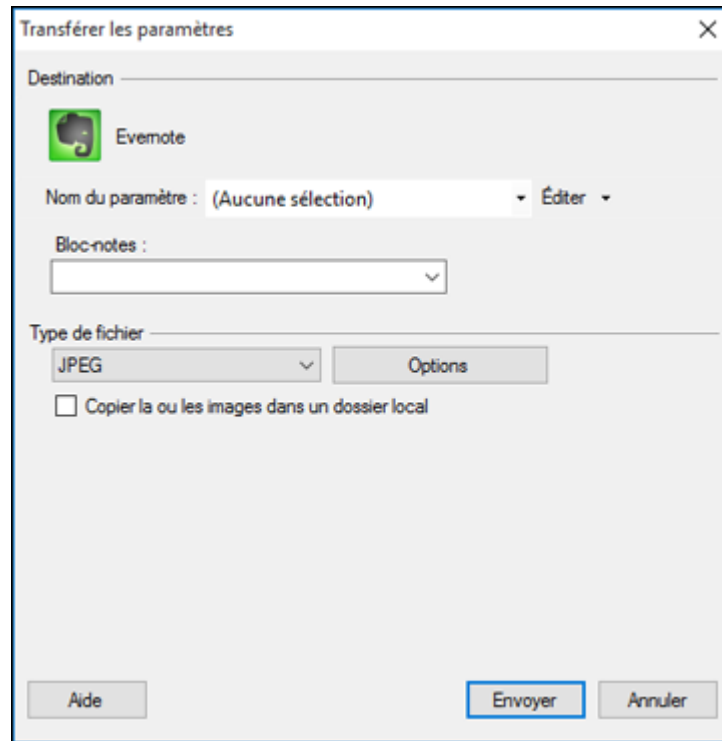 Transférer les paramètres
Destination
Evernote
Nom du paramètre : (Aucune sélection) Éditer
Bloc-notes :
Type de fichier
JPEG Options
Copier la ou les images dans un dossier local
Aide Envoyer Annuler